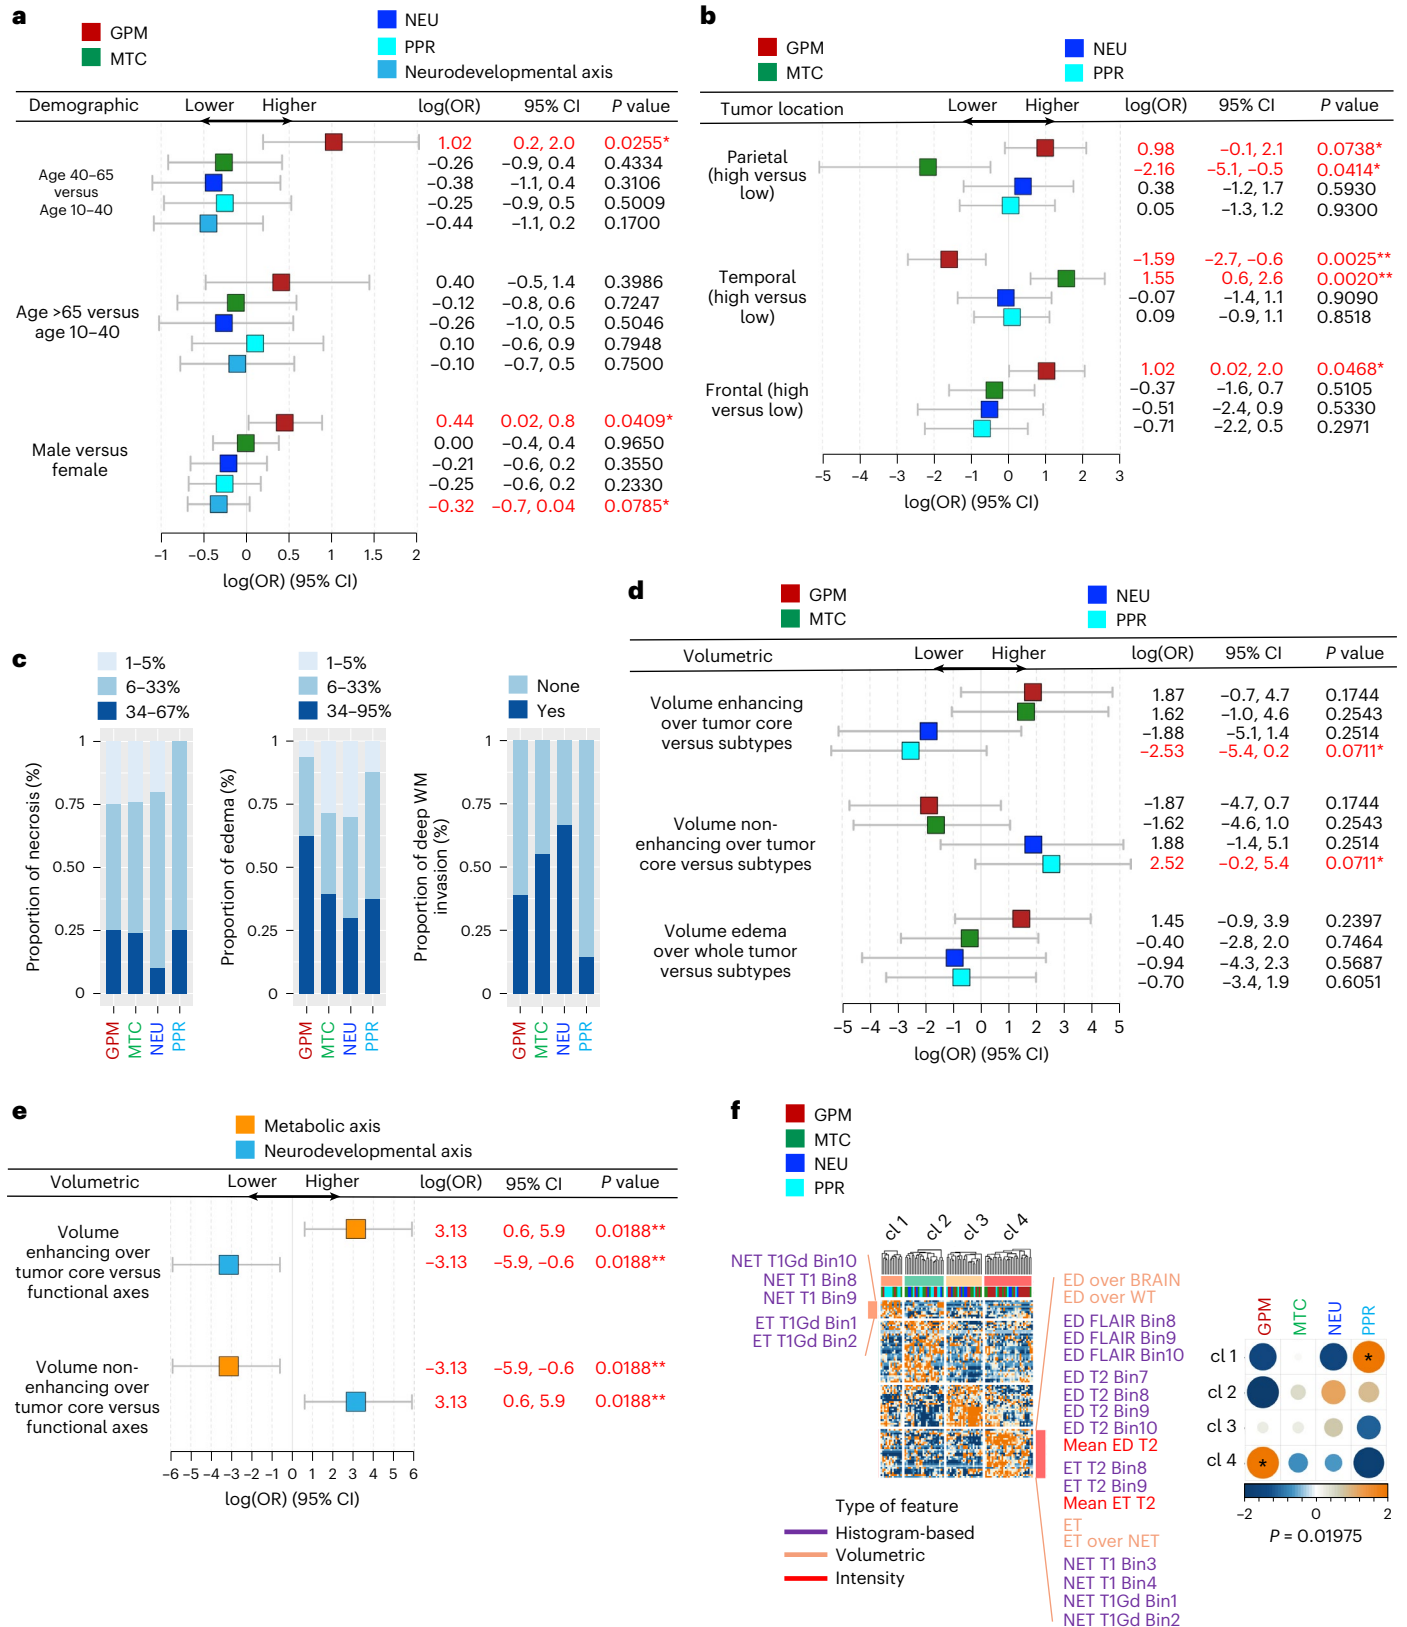 a
GPM
MTC
NEU
PPR
Neurodevelopmental axis
Demographic Lower Higher log(OR) 95% CI P value
Age 40–65
versus
Age 10–40
1.02 0.2, 2.0 0.0255*
–0.26 –0.9, 0.4 0.4334
–0.38 –1.1, 0.4 0.3106
–0.25 –0.9, 0.5 0.5009
–0.44 –1.1, 0.2 0.1700
Age >65 versus
age 10–40
0.40 –0.5, 1.4 0.3986
–0.12 –0.8, 0.6 0.7247
–0.26 –1.0, 0.5 0.5046
0.10 –0.6, 0.9 0.7948
–0.10 –0.7, 0.5 0.7500
Male versus
female
0.44 0.02, 0.8 0.0409*
0.00 –0.4, 0.4 0.9650
–0.21 –0.6, 0.2 0.3550
–0.25 –0.6, 0.2 0.2330
–0.32 –0.7, 0.04 0.0785*
–1 –0.5 0 0.5 1 1.5 2
log(OR) (95% CI)
b
GPM
MTC
NEU
PPR
Tumor location Lower Higher log(OR) 95% CI P value
Parietal
(high versus
low)
0.98 –0.1, 2.1 0.0738*
–2.16 –5.1, –0.5 0.0414*
0.38 –1.2, 1.7 0.5930
0.05 –1.3, 1.2 0.9300
Temporal
(high versus
low)
–1.59 –2.7, –0.6 0.0025**
1.55 0.6, 2.6 0.0020**
–0.07 –1.4, 1.1 0.9090
0.09 –0.9, 1.1 0.8518
Frontal (high
versus low)
1.02 0.02, 2.0 0.0468*
–0.37 –1.6, 0.7 0.5105
–0.51 –2.4, 0.9 0.5330
–0.71 –2.2, 0.5 0.2971
–5 –4 –3 –2 –1 0 1 2 3
log(OR) (95% CI)
c
1–5%
6–33%
34–67%
Proportion of necrosis (%)
1
0.75
0.50
0.25
0
GPM
MTC
NEU
PPR
1–5%
6–33%
34–95%
Proportion of edema (%)
1
0.75
0.50
0.25
0
GPM
MTC
NEU
PPR
None
Yes
Proportion of deep WM
invasion (%)
1
0.75
0.50
0.25
0
GPM
MTC
NEU
PPR
d
GPM
MTC
NEU
PPR
Volumetric Lower Higher log(OR) 95% CI P value
Volume enhancing
over tumor core
versus subtypes
1.87 –0.7, 4.7 0.1744
1.62 –1.0, 4.6 0.2543
–1.88 –5.1, 1.4 0.2514
–2.53 –5.4, 0.2 0.0711*
Volume non-
enhancing over tumor
core versus subtypes
–1.87 –4.7, 0.7 0.1744
–1.62 –4.6, 1.0 0.2543
1.88 –1.4, 5.1 0.2514
2.52 –0.2, 5.4 0.0711*
Volume edema
over whole tumor
versus subtypes
1.45 –0.9, 3.9 0.2397
–0.40 –2.8, 2.0 0.7464
–0.94 –4.3, 2.3 0.5687
–0.70 –3.4, 1.9 0.6051
–5 –4 –3 –2 –1 0 1 2 3 4 5
log(OR) (95% CI)
e
Metabolic axis
Neurodevelopmental axis
Volumetric Lower Higher log(OR) 95% CI P value
Volume
enhancing over
tumor core versus
functional axes
3.13 0.6, 5.9 0.0188**
–3.13 –5.9, –0.6 0.0188**
Volume non-
enhancing over
tumor core versus
functional axes
–3.13 –5.9, –0.6 0.0188**
3.13 0.6, 5.9 0.0188**
–6 –5 –4 –3 –2 –1 0 1 2 3 4 5 6
log(OR) (95% CI)
f
GPM
MTC
NEU
PPR
cl 1 cl 2 cl 3 cl 4
NET T1Gd Bin10
NET T1 Bin8
NET T1 Bin9
ET T1Gd Bin1
ET T1Gd Bin2
ED over BRAIN
ED over WT
ED FLAIR Bin8
ED FLAIR Bin9
ED FLAIR Bin10
ED T2 Bin7
ED T2 Bin8
ED T2 Bin9
ED T2 Bin10
Mean ED T2
ET T2 Bin8
ET T2 Bin9
Mean ET T2
ET
ET over NET
NET T1 Bin3
NET T1 Bin4
NET T1Gd Bin1
NET T1Gd Bin2
Type of feature
Histogram-based
Volumetric
Intensity
GPM MTC NEU PPR
cl 1 *
cl 2
cl 3
cl 4 *
–2 0 2
P = 0.01975